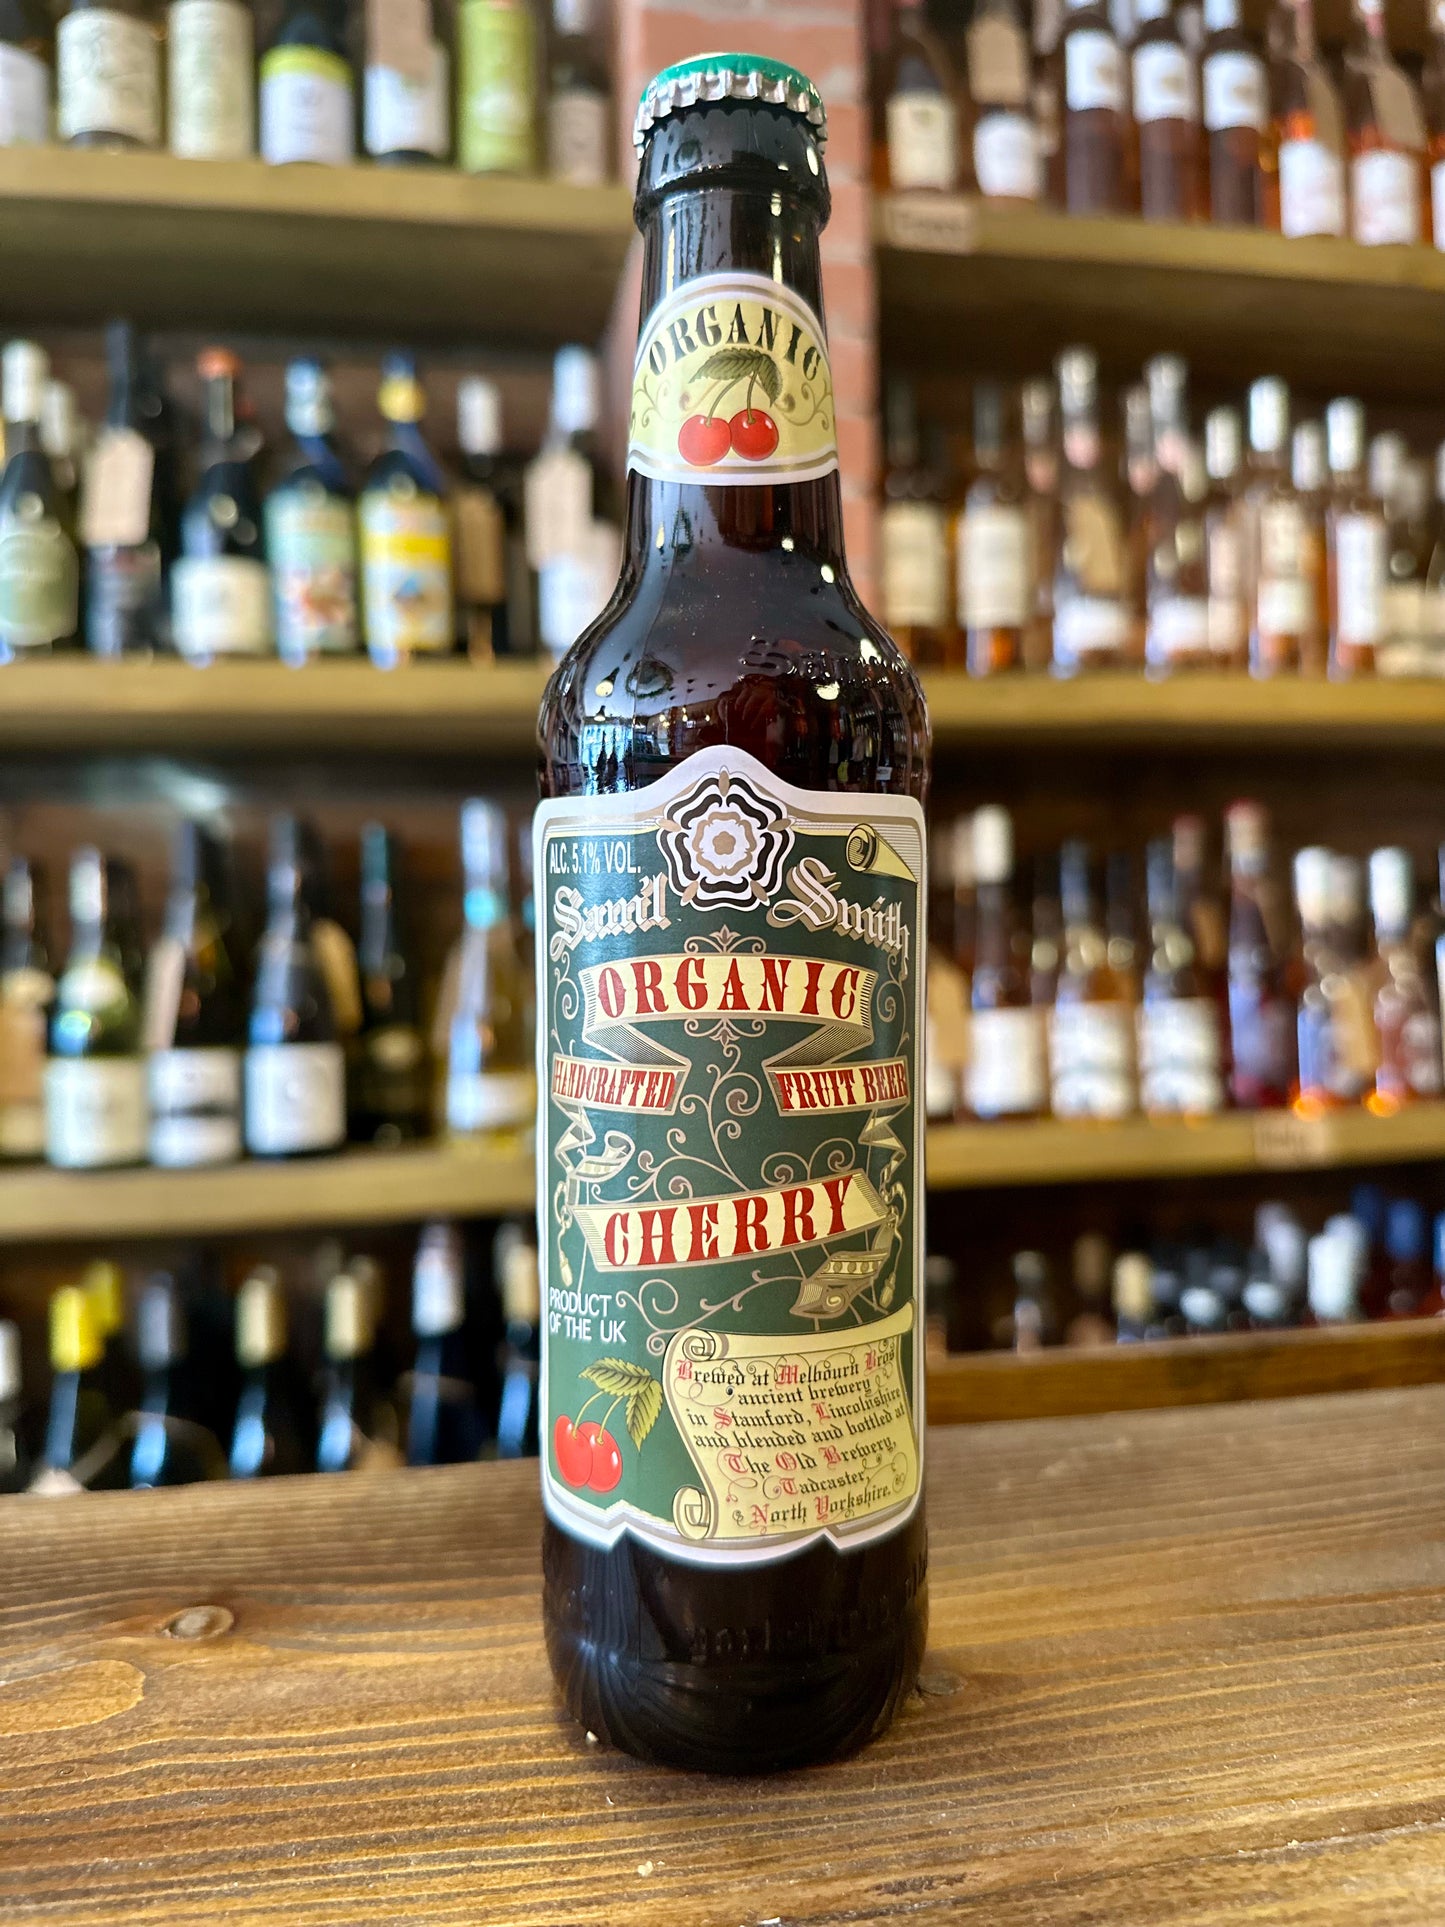 ORGANIC
ALC. 5.1% VOL.
Sam'l Smith
ORGANIC
HANDCRAFTED FRUIT BEER
CHERRY
PRODUCT
OF THE UK
Brewed at Melbourn Bros
ancient brewery
in Stamford, Lincolnshire
and blended and bottled at
The Old Brewery,
Tadcaster,
North Yorkshire.